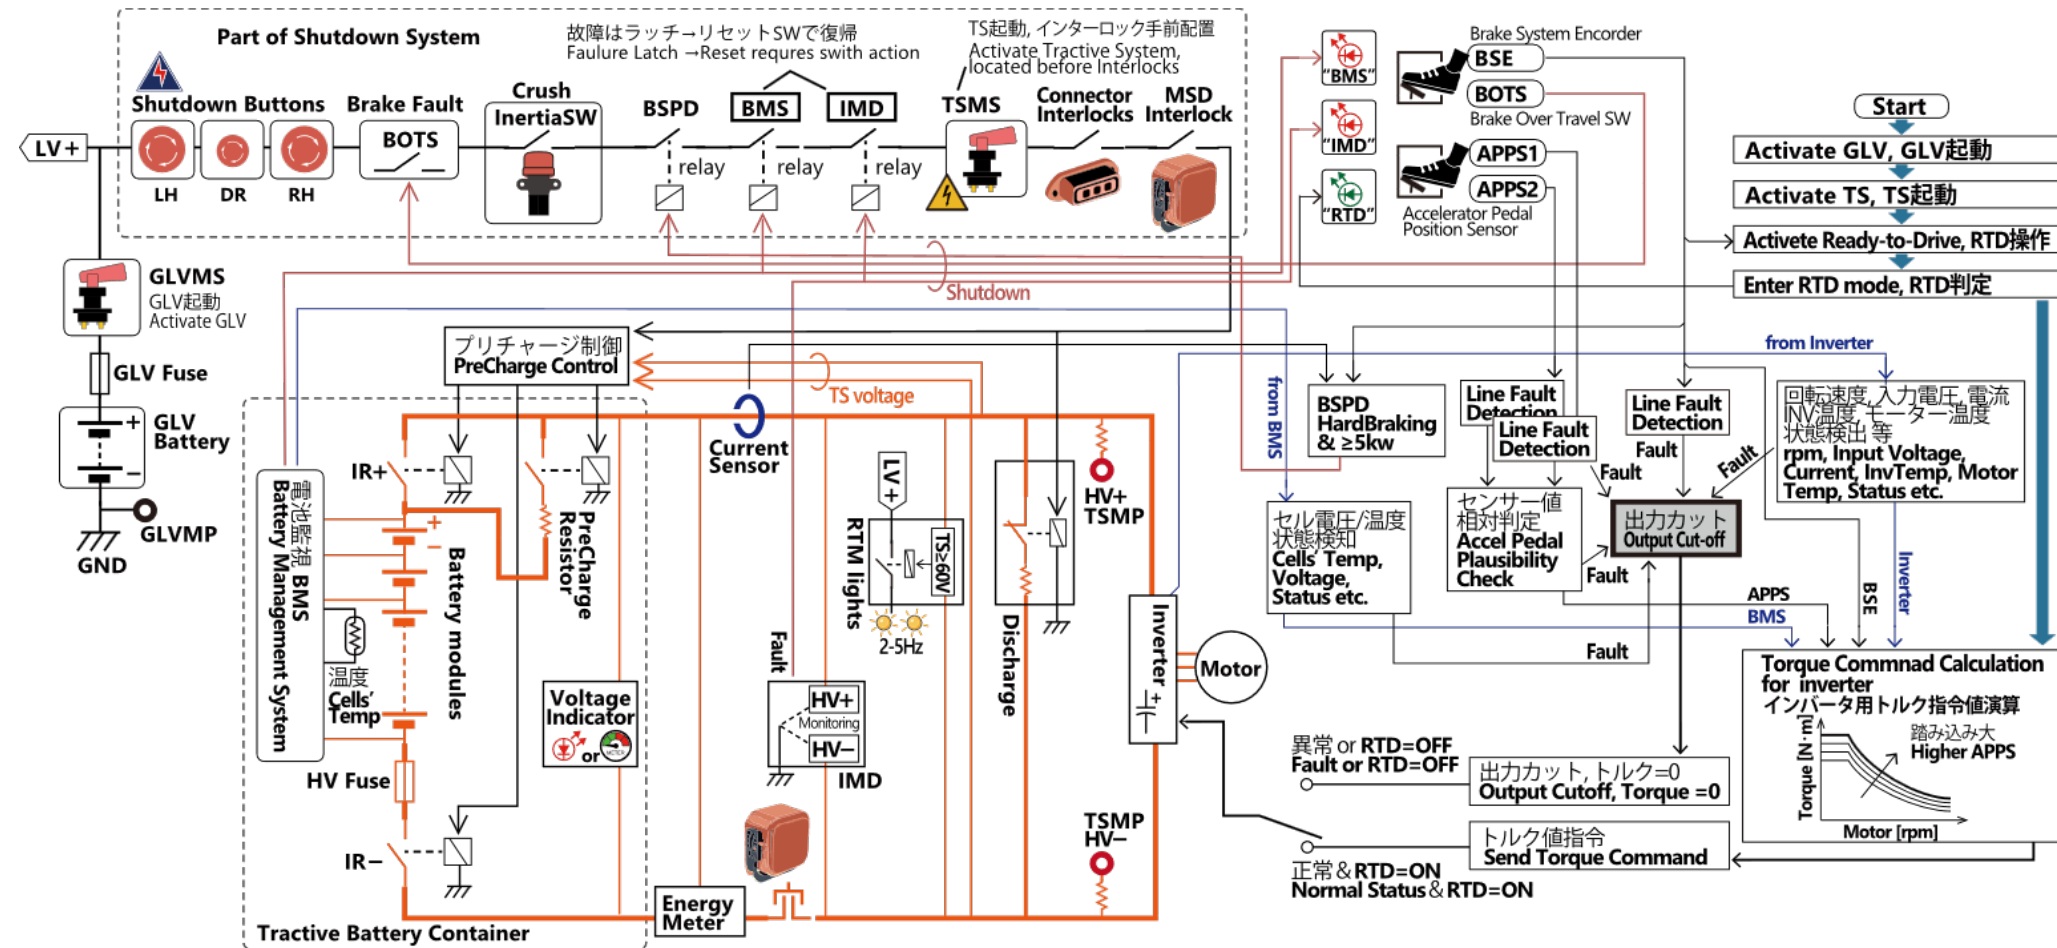 Part of Shutdown System
故障はラッチ→リセットSWで復帰
Faulure Latch →Reset requres swith action
TS起動, インターロック手前配置
Activate Tractive System,
located before Interlocks
Shutdown Buttons
Brake Fault
Crush
InertiaSW
BSPD
BMS
IMD
TSMS
Connector
Interlocks
MSD
Interlock
LV+
BOTS
relay
relay
relay
LH
DR
RH
"BMS"
"IMD"
"RTD"
Brake System Encorder
BSE
BOTS
Brake Over Travel SW
APPS1
APPS2
Accelerator Pedal
Position Sensor
Start
Activate GLV, GLV起動
Activate TS, TS起動
Activete Ready-to-Drive, RTD操作
Enter RTD mode, RTD判定
Shutdown
GLVMS
GLV起動
Activate GLV
GLV Fuse
GLV
Battery
+
−
GLVMP
GND
プリチャージ制御
PreCharge Control
TS voltage
Current
Sensor
IR+
PreCharge
Resistor
電池監視 BMS
Battery Management System
+
−
Battery modules
温度
Cells'
Temp
HV Fuse
IR−
Tractive Battery Container
Voltage
Indicator
or
METER
Energy
Meter
LV+
RTM lights
TS≥60V
2-5Hz
Fault
HV+
Monitoring
HV−
IMD
Discharge
HV+
TSMP
TSMP
HV−
Inverter
+
Motor
from BMS
from Inverter
BSPD
HardBraking
& ≥5kw
Line Fault
Detection
Line Fault
Detection
Line Fault
Detection
Fault
Fault
Fault
回転速度, 入力電圧, 電流
INV温度, モーター温度
状態検出 等
rpm, Input Voltage,
Current, InvTemp, Motor
Temp, Status etc.
セル電圧/温度
状態検知
Cells' Temp,
Voltage,
Status etc.
センサー値
相対判定
Accel Pedal
Plausibility
Check
出力カット
Output Cut-off
Fault
APPS
BMS
Fault
BSE
Inverter
Torque Commnad Calculation
for inverter
インバータ用トルク指令値演算
踏み込み大
Higher APPS
Torque [N·m]
Motor [rpm]
異常 or RTD=OFF
Fault or RTD=OFF
出力カット, トルク=0
Output Cutoff, Torque =0
トルク値指令
Send Torque Command
正常 & RTD=ON
Normal Status & RTD=ON